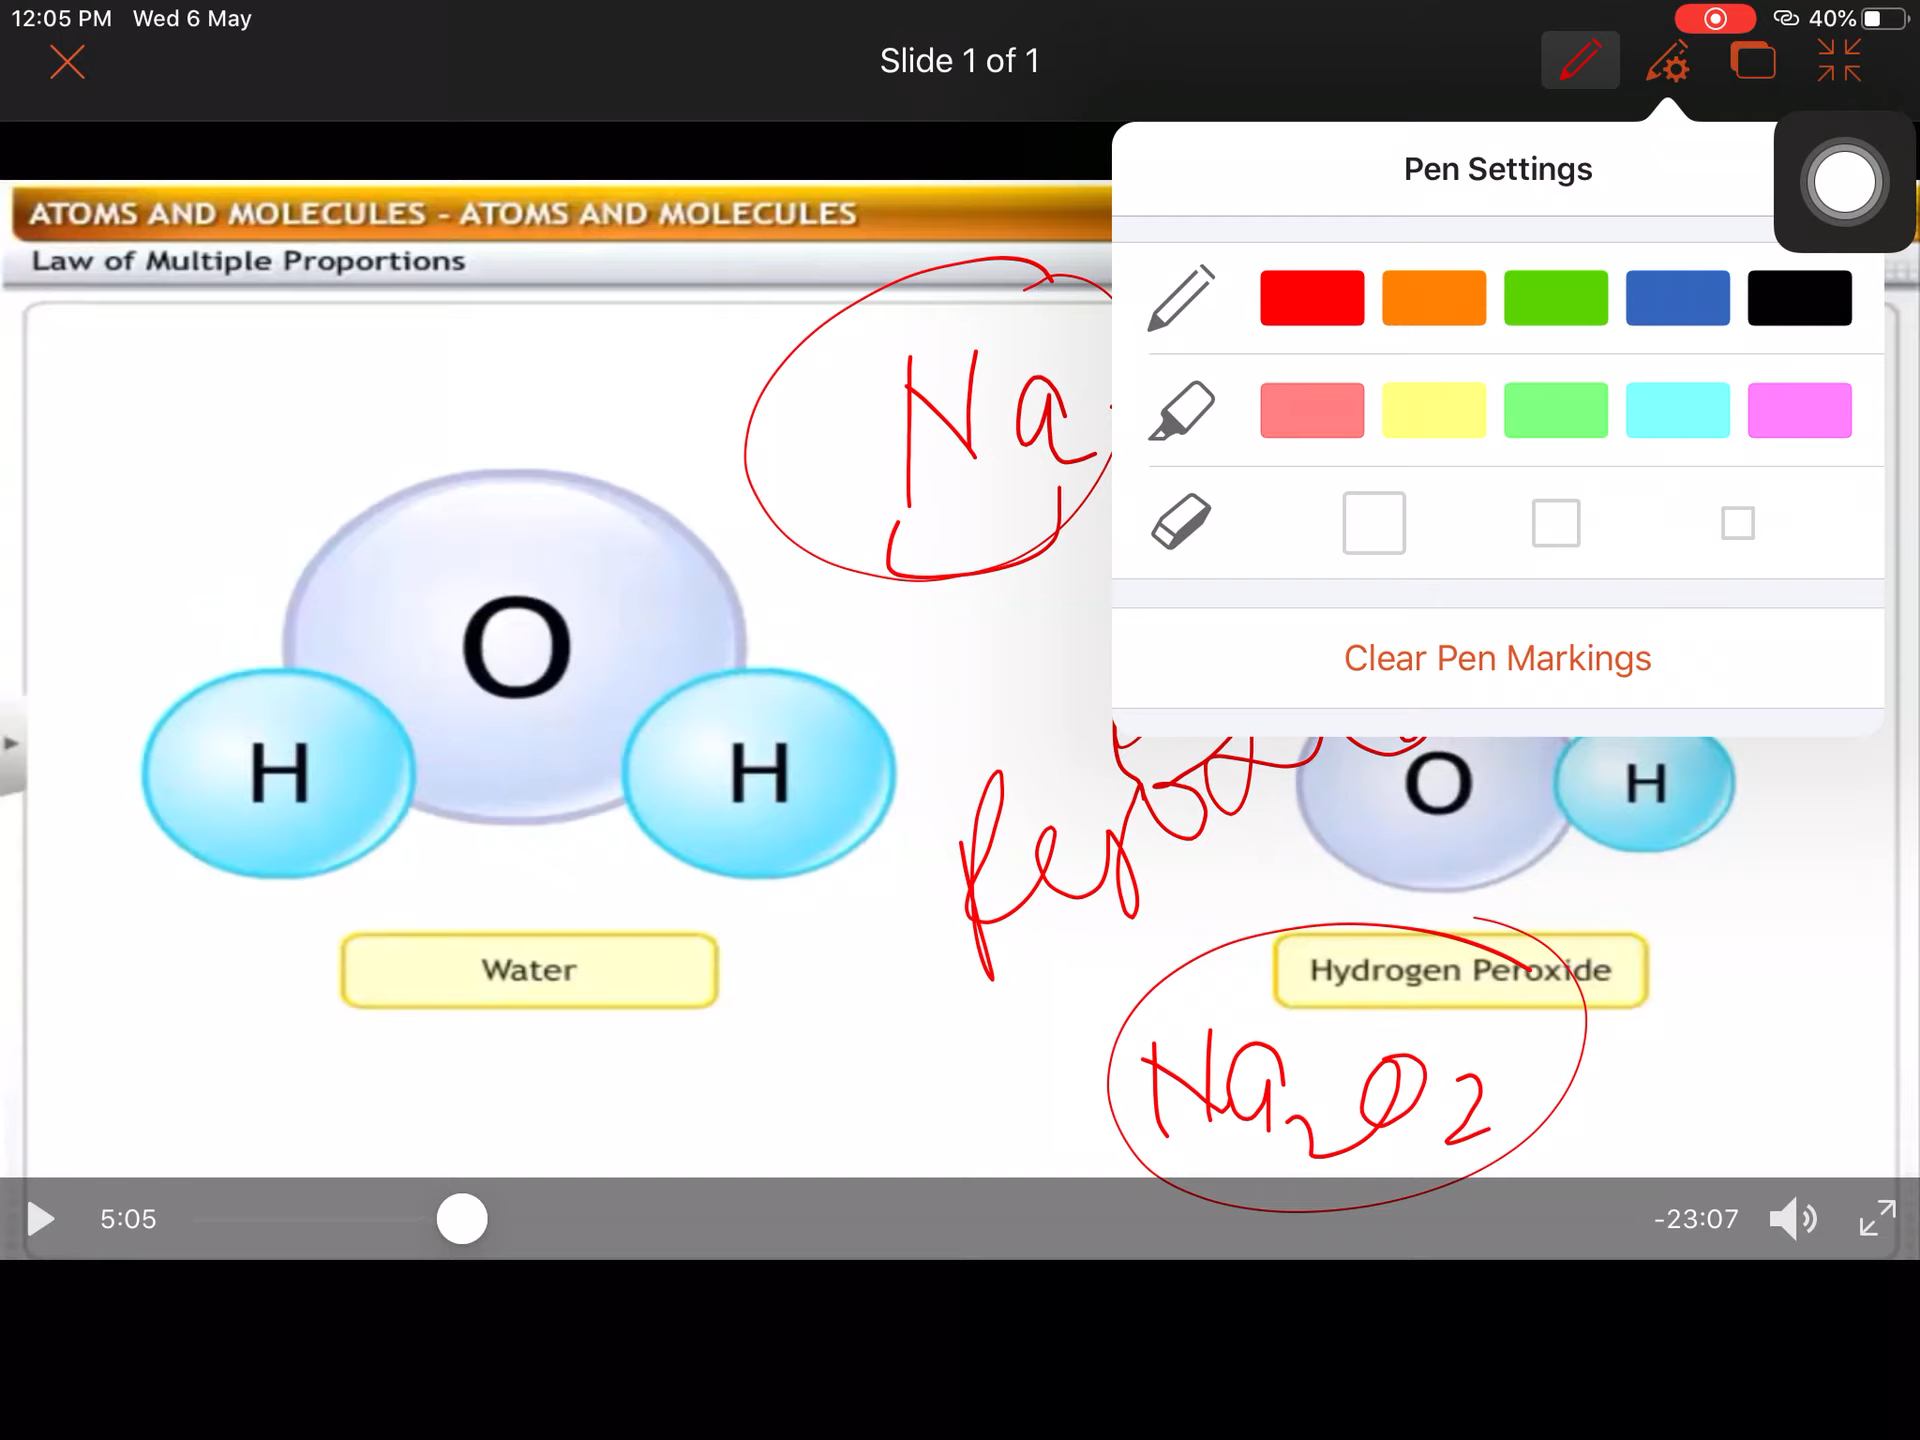 12:05 PM Wed 6 May
40%
Slide 1 of 1
Pen Settings
ATOMS AND MOLECULES - ATOMS AND MOLECULES
Law of Multiple Proportions
Na
O
H
H
Clear Pen Markings
O
H
Water
Hydrogen Peroxide
Na2O2
5:05
-23:07